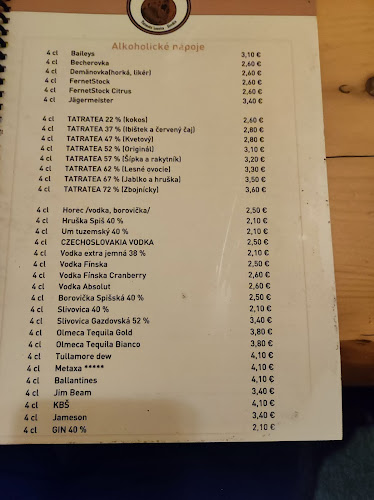 Alkoholické nápoje
4 cl Baileys 3,10 €
4 cl Becherovka 2,60 €
4 cl Demänovka(horká, likér) 2,60 €
4 cl FernetStock 2,60 €
4 cl FernetStock Citrus 2,60 €
4 cl Jägermeister 3,40 €
4 cl TATRATEA 22 % (kokos) 2,60 €
4 cl TATRATEA 37 % (Ibištek a červený čaj) 2,80 €
4 cl TATRATEA 47 % (Kvetový) 2,80 €
4 cl TATRATEA 52 % (Originál) 3,10 €
4 cl TATRATEA 57 % (Šípka a rakytník) 3,20 €
4 cl TATRATEA 62 % (Lesné ovocie) 3,30 €
4 cl TATRATEA 67 % (Jablko a hruška) 3,50 €
4 cl TATRATEA 72 % (Zbojnícky) 3,60 €
4 cl Horec /vodka, borovička/ 2,50 €
4 cl Hruška Spiš 40 % 2,10 €
4 cl Um tuzemský 40 % 2,10 €
4 cl CZECHOSLOVAKIA VODKA 2,50 €
4 cl Vodka extra jemná 38 % 2,10 €
4 cl Vodka Fínska 2,50 €
4 cl Vodka Fínska Cranberry 2,60 €
4 cl Vodka Absolut 2,60 €
4 cl Borovička Spišská 40 % 2,50 €
4 cl Slivovica 40 % 2,10 €
4 cl Slivovica Gazdovská 52 % 3,40 €
4 cl Olmeca Tequila Gold 3,80 €
4 cl Olmeca Tequila Bianco 3,80 €
4 cl Tullamore dew 4,10 €
4 cl Metaxa ***** 4,10 €
4 cl Ballantines 4,10 €
4 cl Jim Beam 3,40 €
4 cl KBŠ 4,10 €
4 cl Jameson 3,40 €
4 cl GIN 40 % 2,10 €